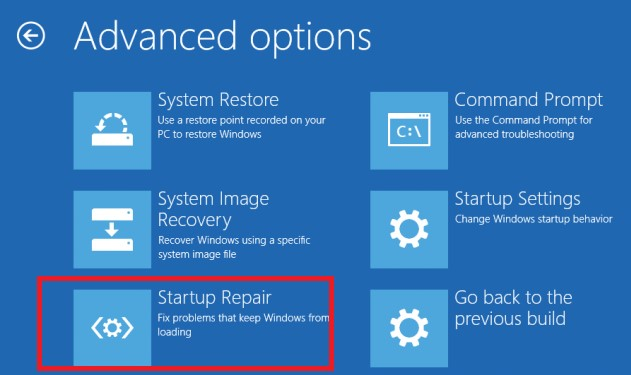 Advanced options
System Restore
Use a restore point recorded on your
PC to restore Windows
Command Prompt
Use the Command Prompt for
advanced troubleshooting
C:\
System Image
Recovery
Recover Windows using a specific
system image file
Startup Settings
Change Windows startup behavior
Startup Repair
Fix problems that keep Windows from
loading
Go back to the
previous build